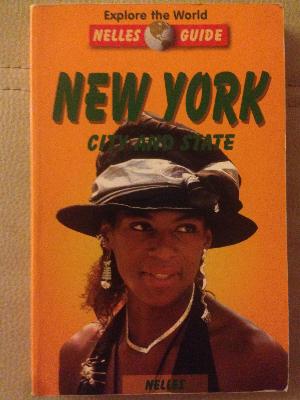 Explore the World
NELLES GUIDE
NEW YORK
CITY AND STATE
NELLES